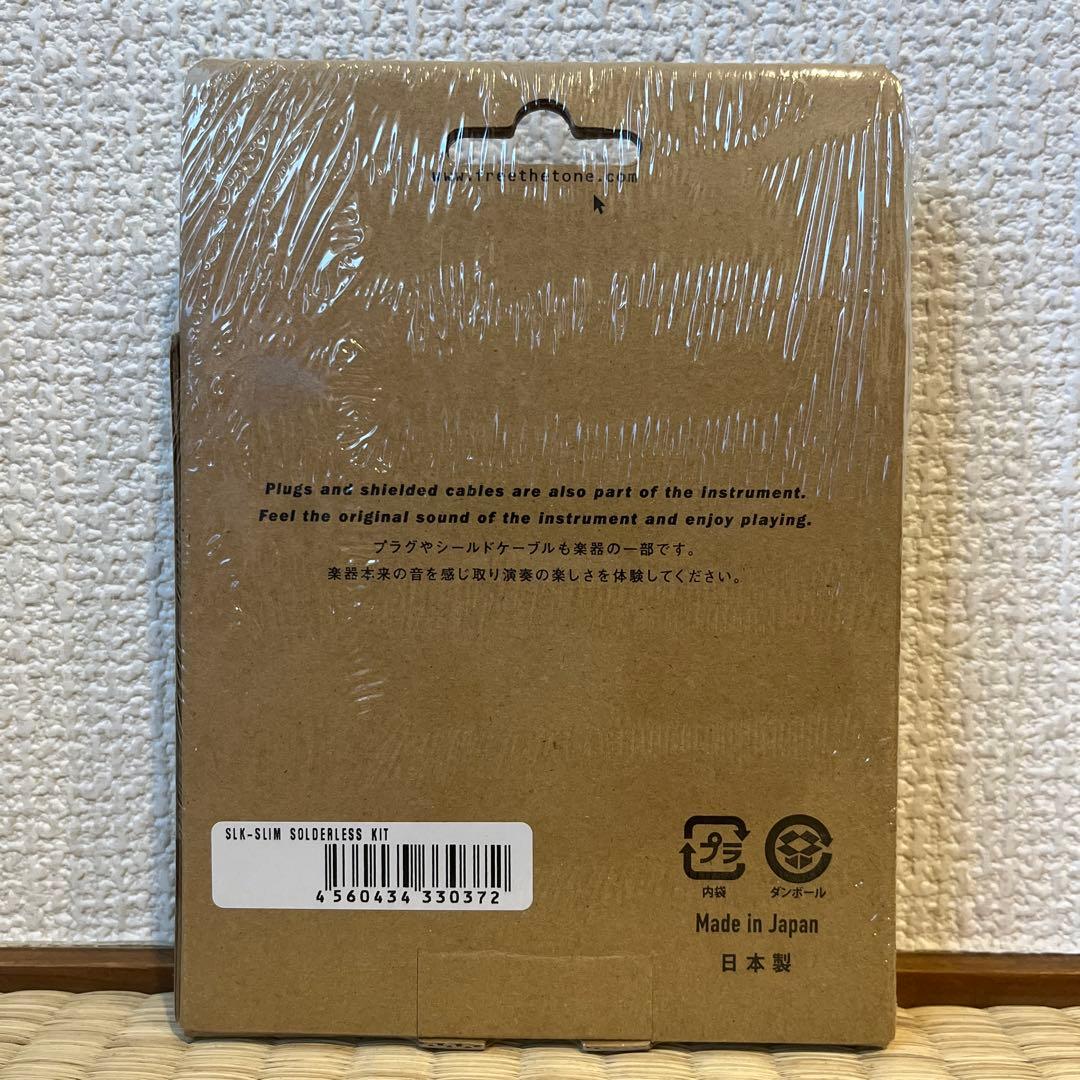 www.freethetone.com
Plugs and shielded cables are also part of the instrument.
Feel the original sound of the instrument and enjoy playing.
プラグやシールドケーブルも楽器の一部です。
楽器本来の音を感じ取り演奏の楽しさを体験してください。
SLK-SLIM SOLDERLESS KIT
4560434 330372
プラ
内袋
ダンボール
Made in Japan
日本製